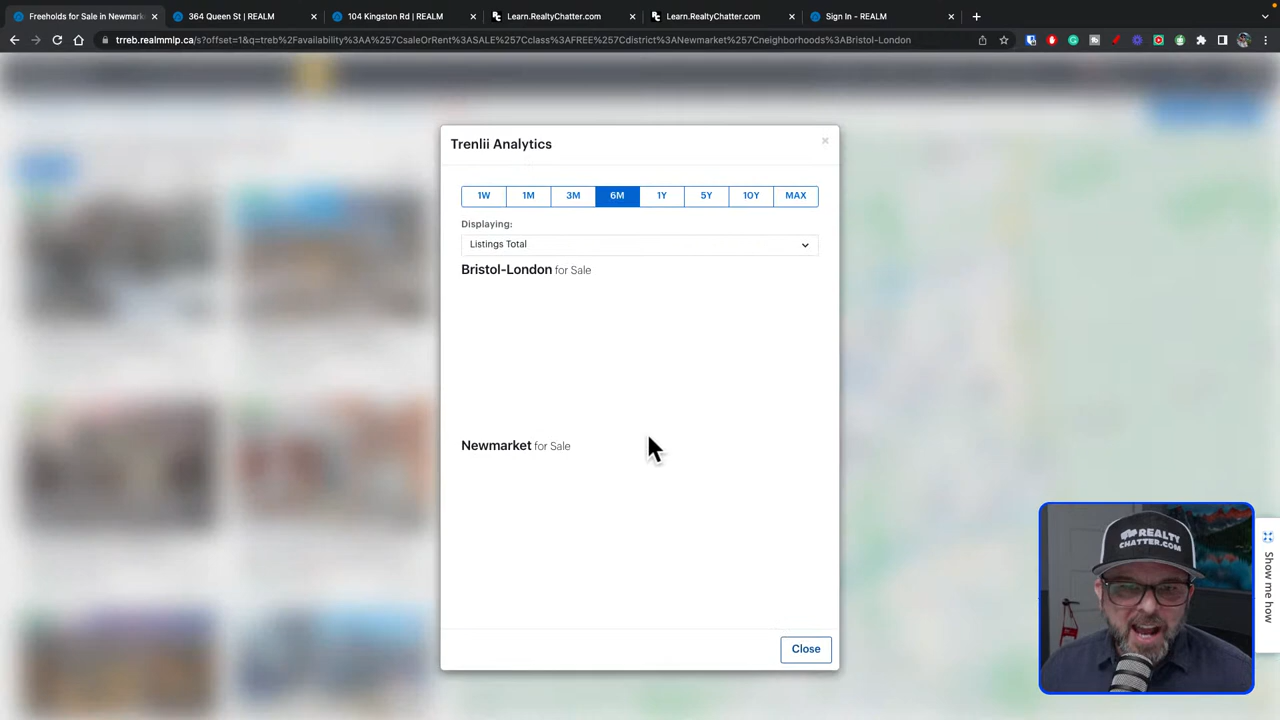 Freeholds for Sale in Newmark
364 Queen St | REALM
104 Kingston Rd | REALM
Learn.RealtyChatter.com
Learn.RealtyChatter.com
Sign In - REALM
trreb.realmmlp.ca/s?offset=1&q=treb%2Favailability%3AA%257CsaleOrRent%3ASALE%257Cclass%3AFREE%257Cdistrict%3ANewmarket%257Cneighborhoods%3ABristol-London
Trenlii Analytics
1W 1M 3M 6M 1Y 5Y 10Y MAX
Displaying:
Listings Total
Bristol-London for Sale
Newmarket for Sale
Close
Show me how
REALTY
CHATTER.COM